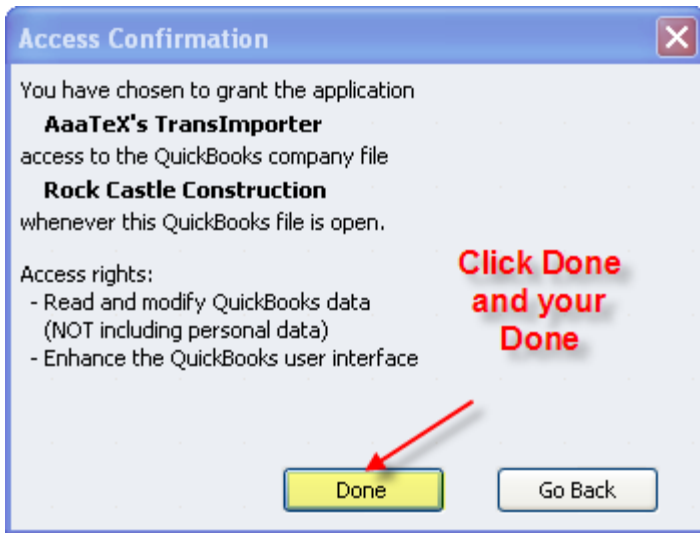 Access Confirmation
You have chosen to grant the application
AaaTeX's TransImporter
access to the QuickBooks company file
Rock Castle Construction
whenever this QuickBooks file is open.
Access rights:
- Read and modify QuickBooks data
(NOT including personal data)
- Enhance the QuickBooks user interface
Click Done
and your
Done
Done
Go Back